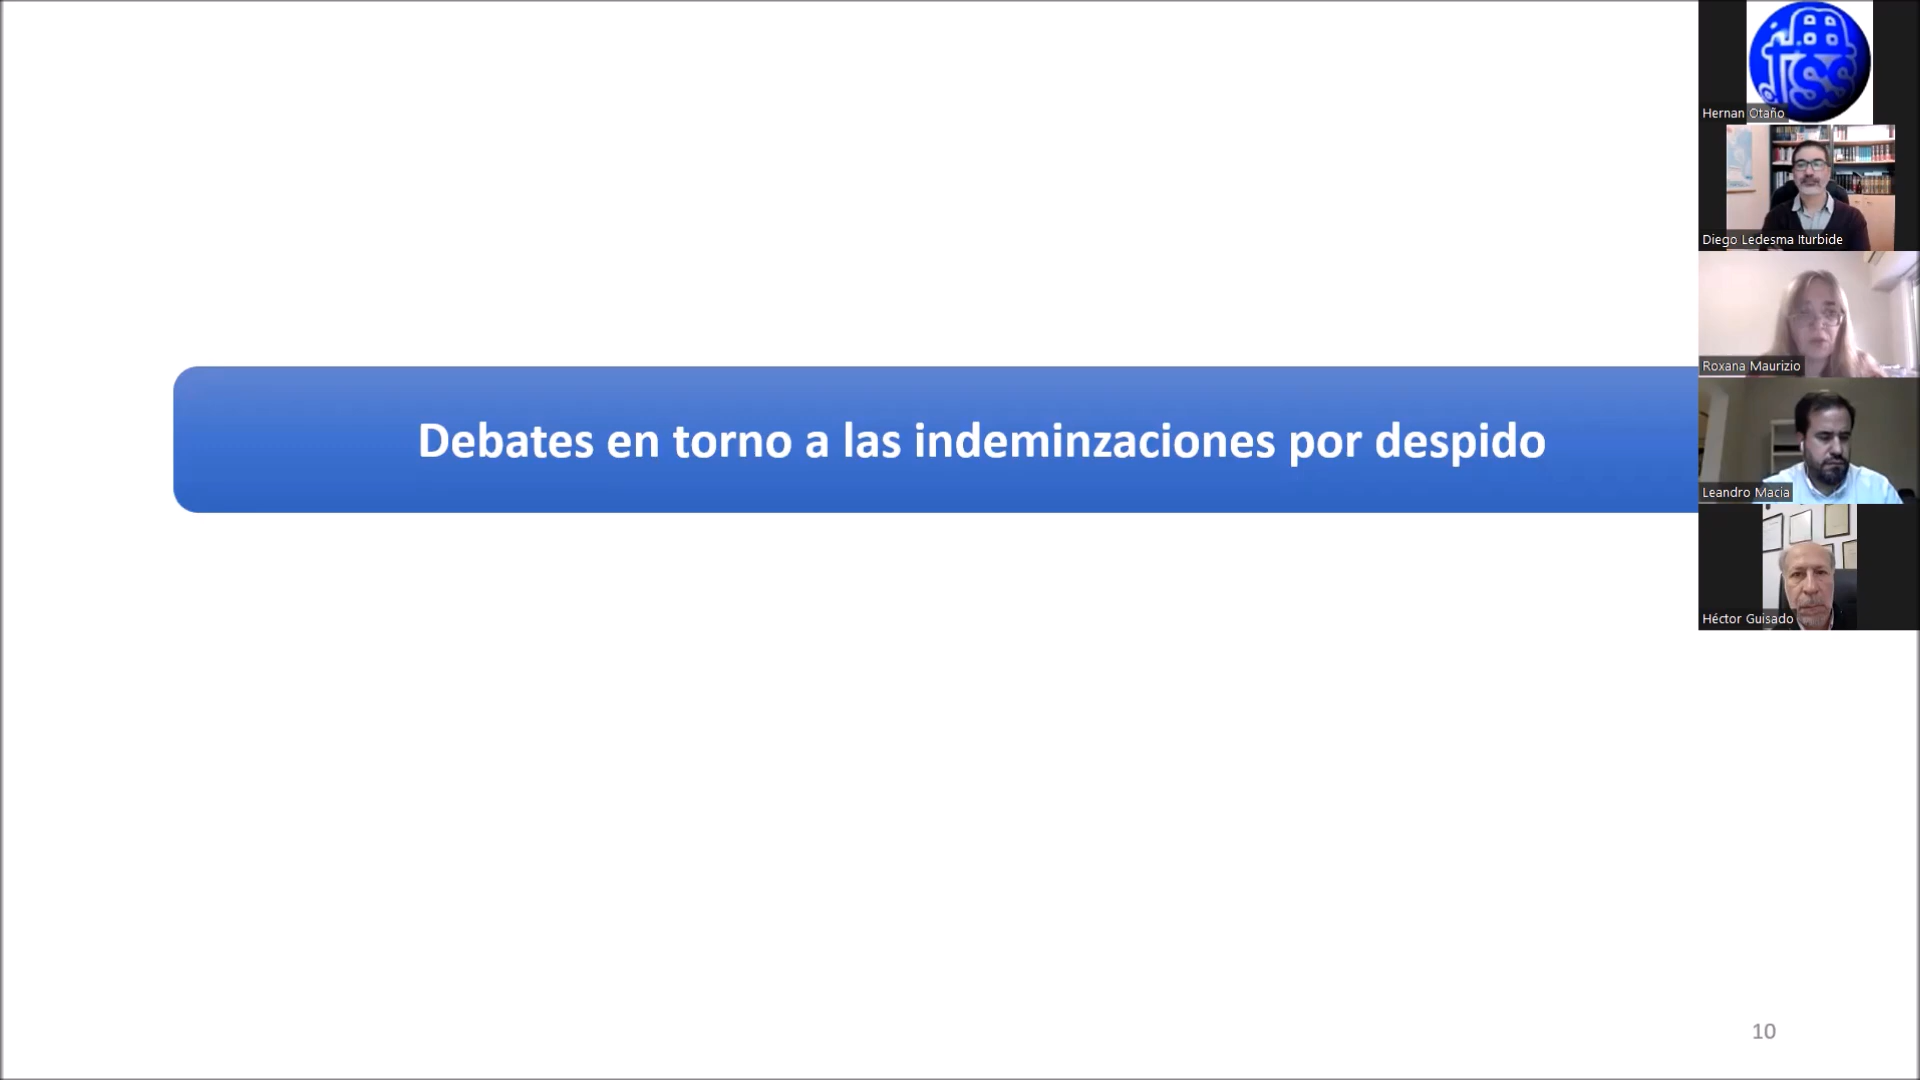 Debates en torno a las indeminzaciones por despido
Hernan Otaño
Diego Ledesma Iturbide
Roxana Maurizio
Leandro Macia
Héctor Guisado
10